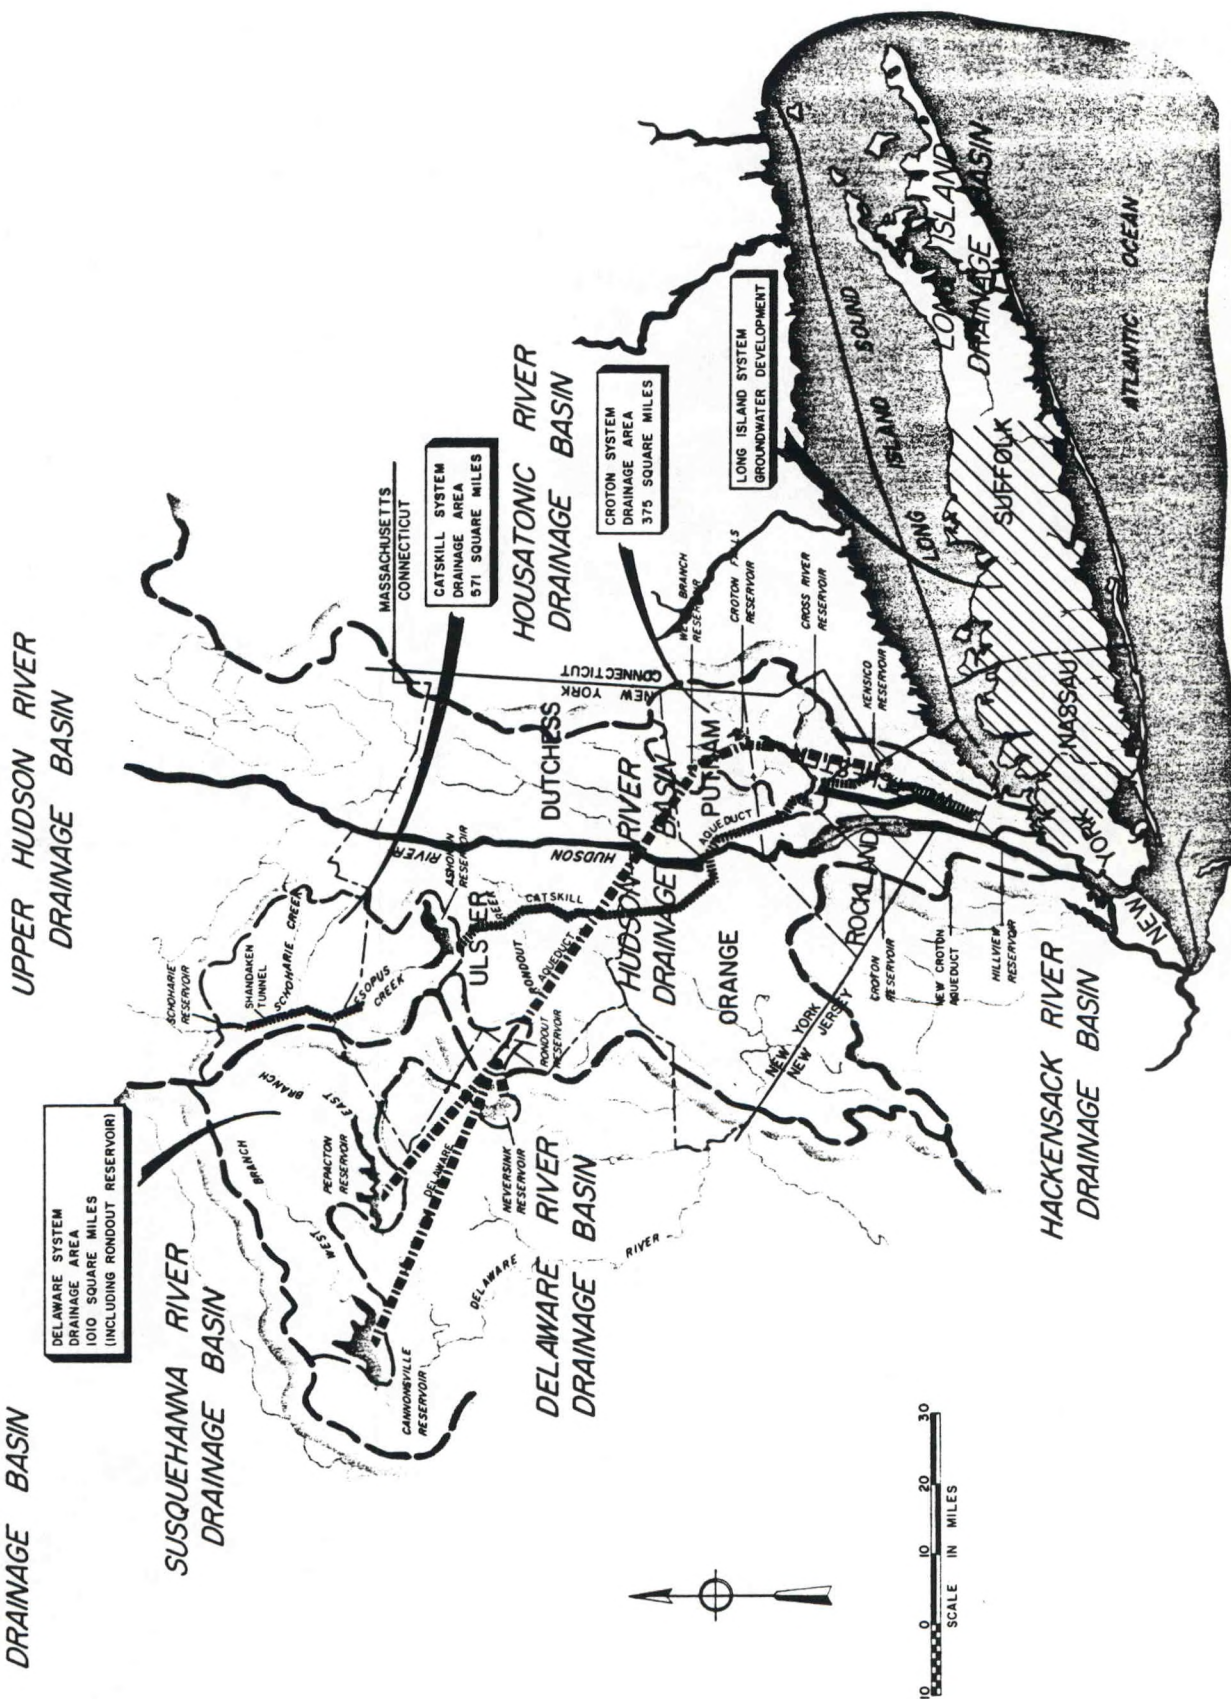 DRAINAGE BASIN
UPPER HUDSON RIVER
DRAINAGE BASIN
DELAWARE SYSTEM
DRAINAGE AREA
1010 SQUARE MILES
(INCLUDING RONDOUT RESERVOIR)
SUSQUEHANNA RIVER
DRAINAGE BASIN
SCHOHARIE
RESERVOIR
SHANDAKEN
TUNNEL
SCHOHARIE CREEK
ESOPUS
CREEK
MASSACHUSETTS
CONNECTICUT
CATSKILL SYSTEM
DRAINAGE AREA
571 SQUARE MILES
WEST
BRANCH
EAST
BRANCH
PEPACTON
RESERVOIR
DELAWARE
CANNONSVILLE
RESERVOIR
ASHOKAN
RESERVOIR
HUDSON
RIVER
ULSTER
CREEK
CATSKILL
RONDOUT
AQUEDUCT
RONDOUT
RESERVOIR
NEVERSINK
RESERVOIR
DELAWARE
RIVER
DELAWARE RIVER
DRAINAGE BASIN
DUTCHESS
NEW YORK
CONNECTICUT
HOUSATONIC RIVER
DRAINAGE BASIN
CROTON SYSTEM
DRAINAGE AREA
375 SQUARE MILES
HUDSON RIVER
DRAINAGE BASIN
PUTNAM
AQUEDUCT
ORANGE
WEST BRANCH
RESERVOIR
CROTON FALLS
RESERVOIR
CROSS RIVER
RESERVOIR
KENSICO
RESERVOIR
LONG ISLAND SYSTEM
GROUNDWATER DEVELOPMENT
ROCKLAND
NEW YORK
NEW JERSEY
CROTON
RESERVOIR
NEW CROTON
AQUEDUCT
HILLVIEW
RESERVOIR
HACKENSACK RIVER
DRAINAGE BASIN
LONG ISLAND SOUND
LONG ISLAND
DRAINAGE BASIN
SUFFOLK
NASSAU
NEW YORK
ATLANTIC OCEAN
10 0 10 20 30
SCALE IN MILES